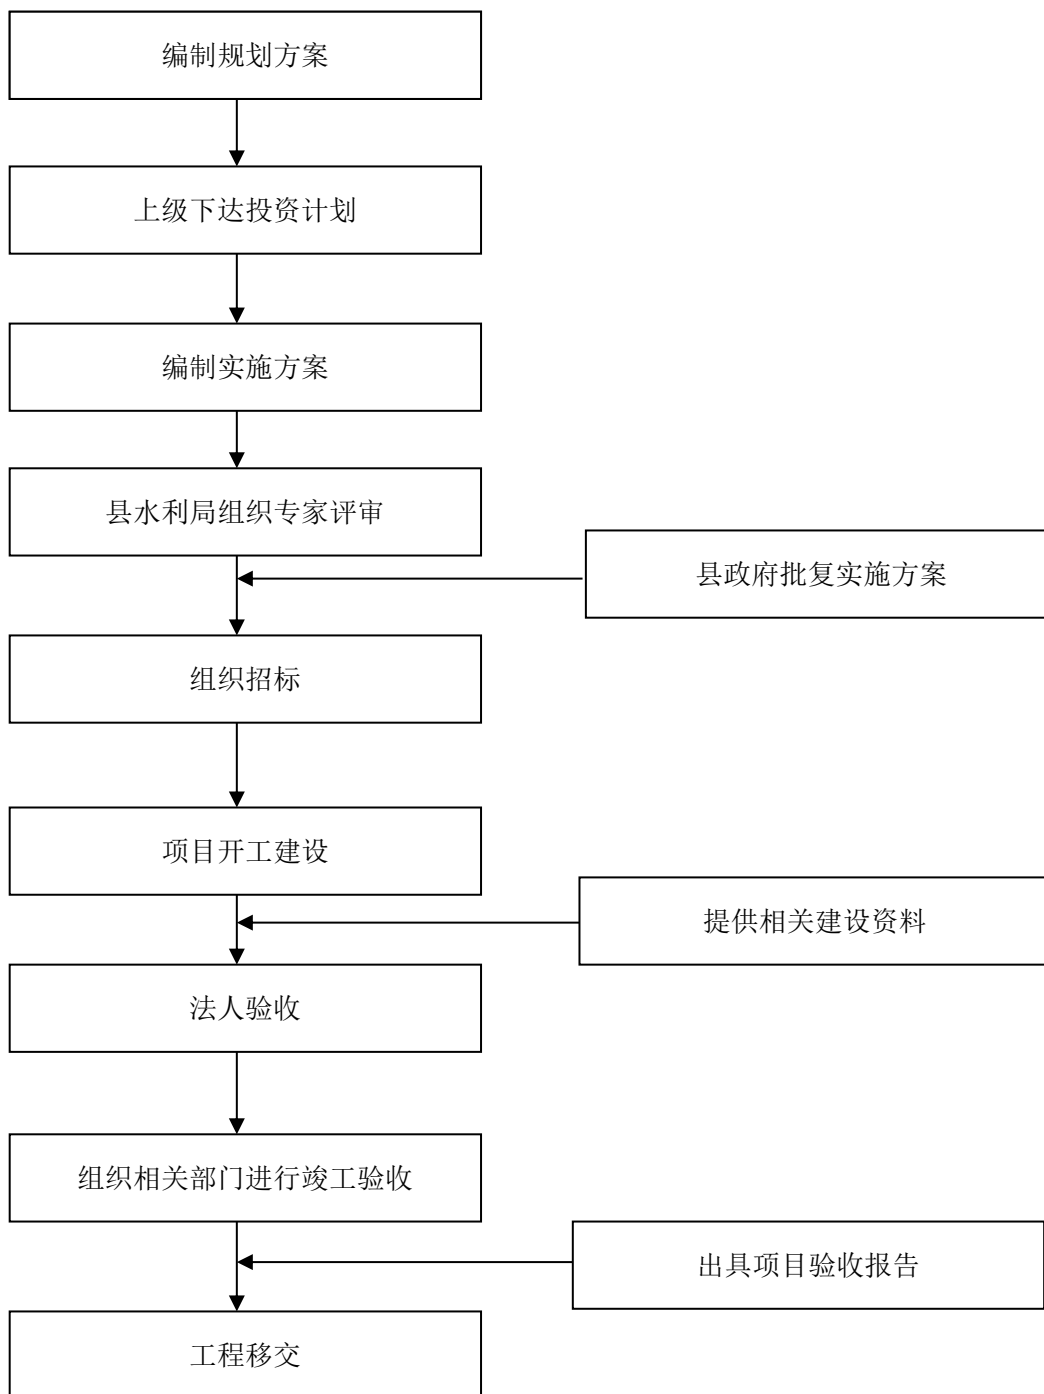 编制规划方案
上级下达投资计划
编制实施方案
县水利局组织专家评审
县政府批复实施方案
组织招标
项目开工建设
提供相关建设资料
法人验收
组织相关部门进行竣工验收
出具项目验收报告
工程移交